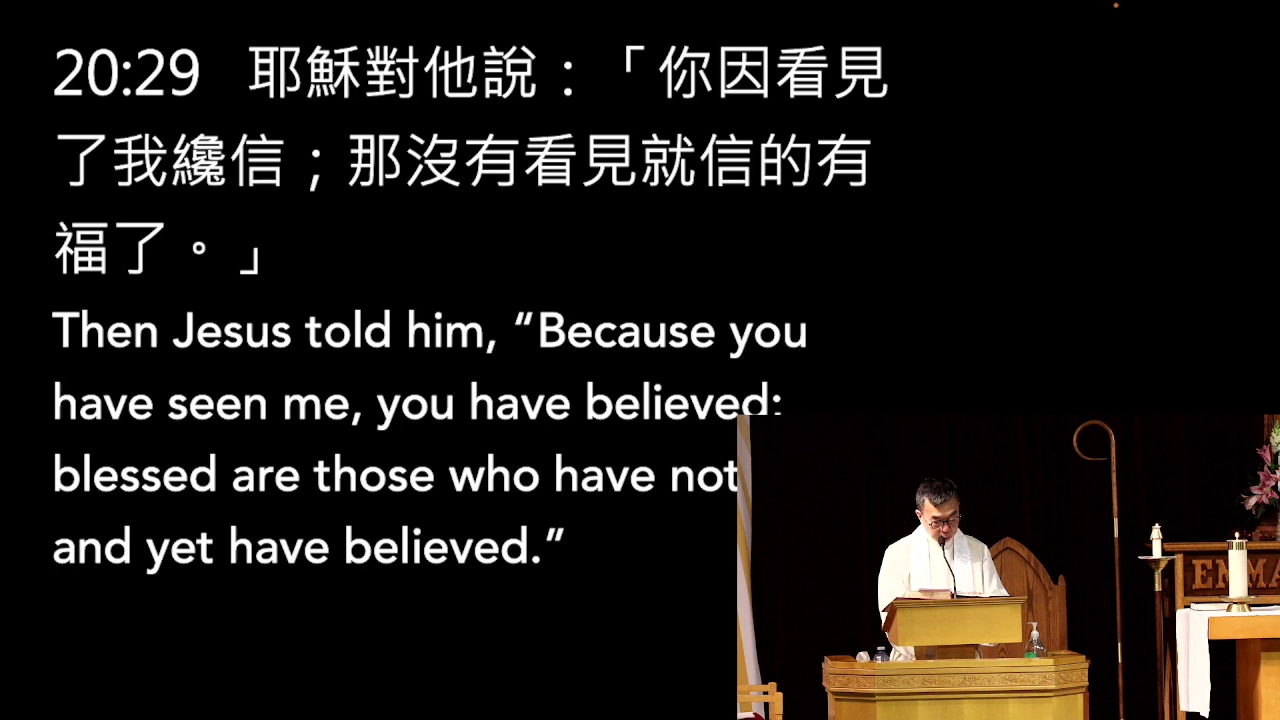 20:29 耶穌對他說：「你因看見
了我纔信；那沒有看見就信的有
福了。」
Then Jesus told him, “Because you
have seen me, you have believed;
blessed are those who have not
and yet have believed.”
EMMA